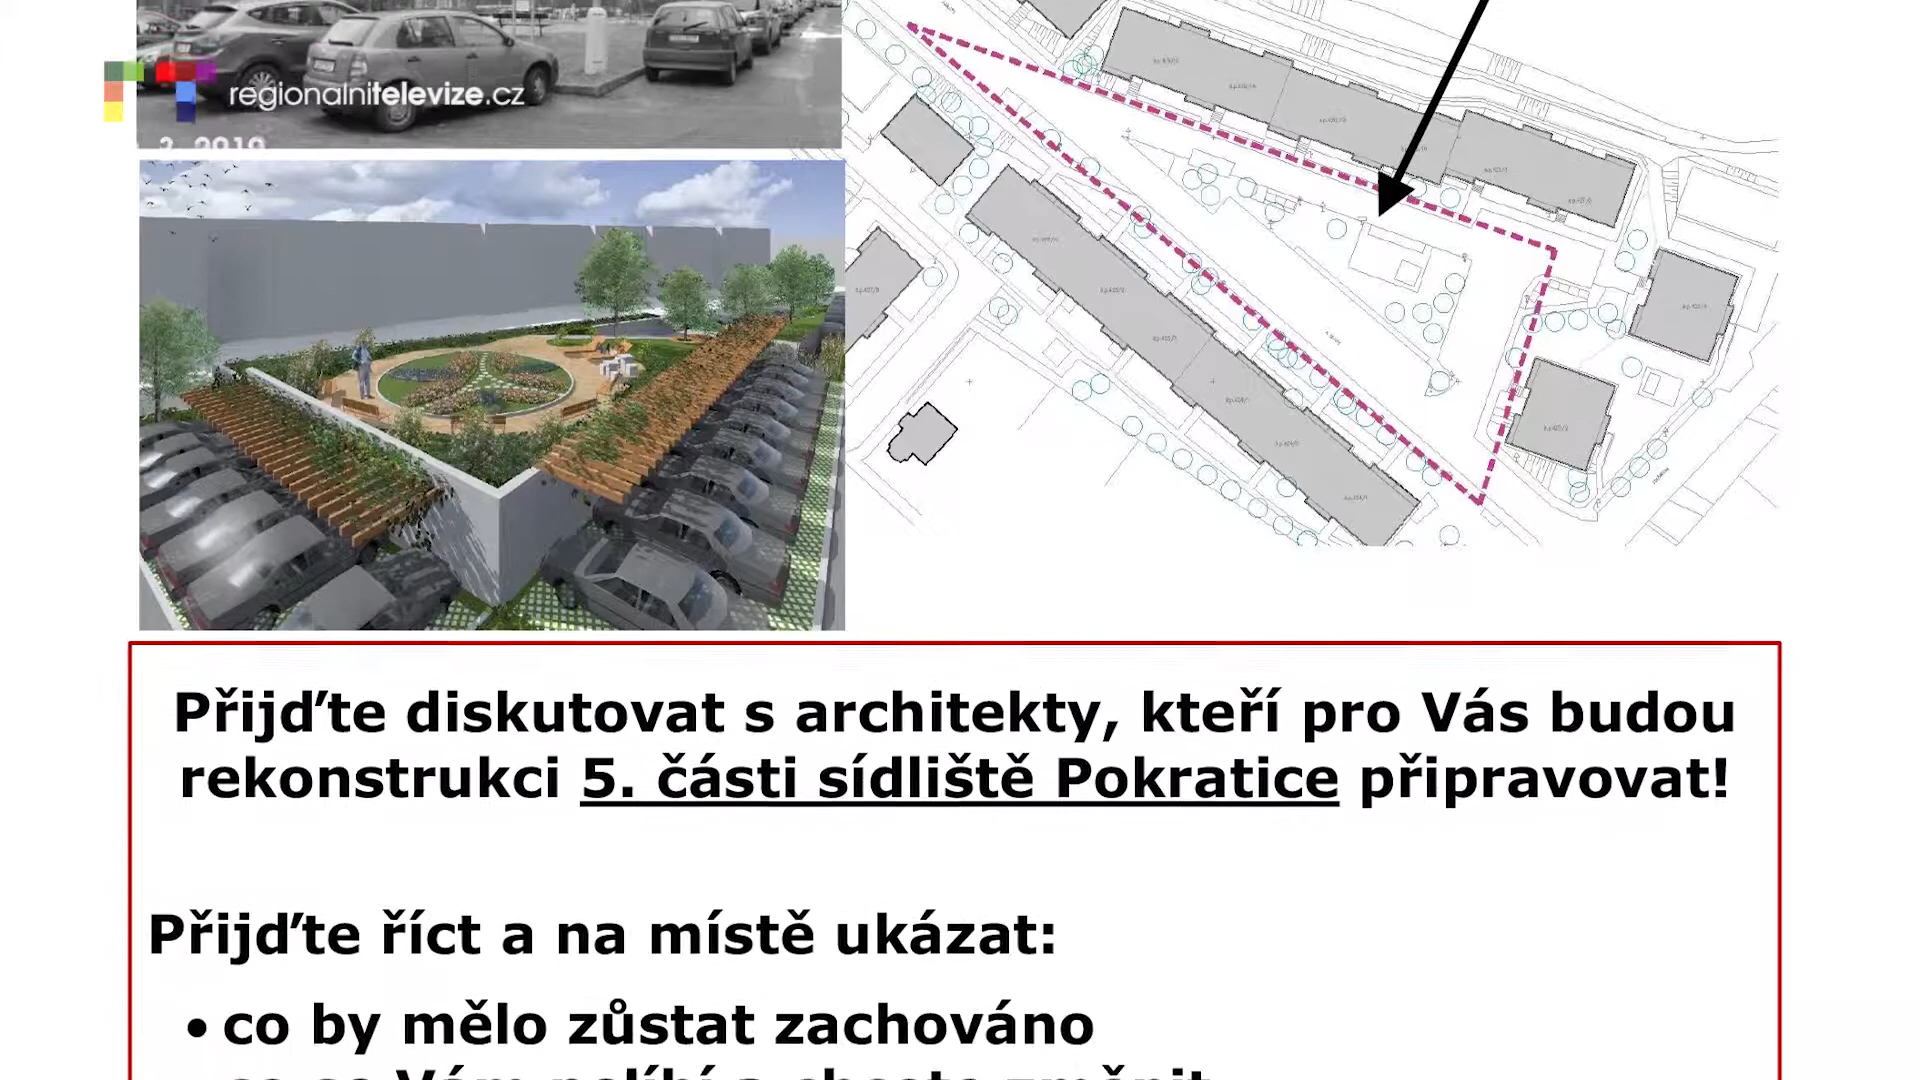 regionalnitelevize.cz
Přijďte diskutovat s architekty, kteří pro Vás budou
rekonstrukci 5. části sídliště Pokratice připravovat!
Přijďte říct a na místě ukázat:
• co by mělo zůstat zachováno